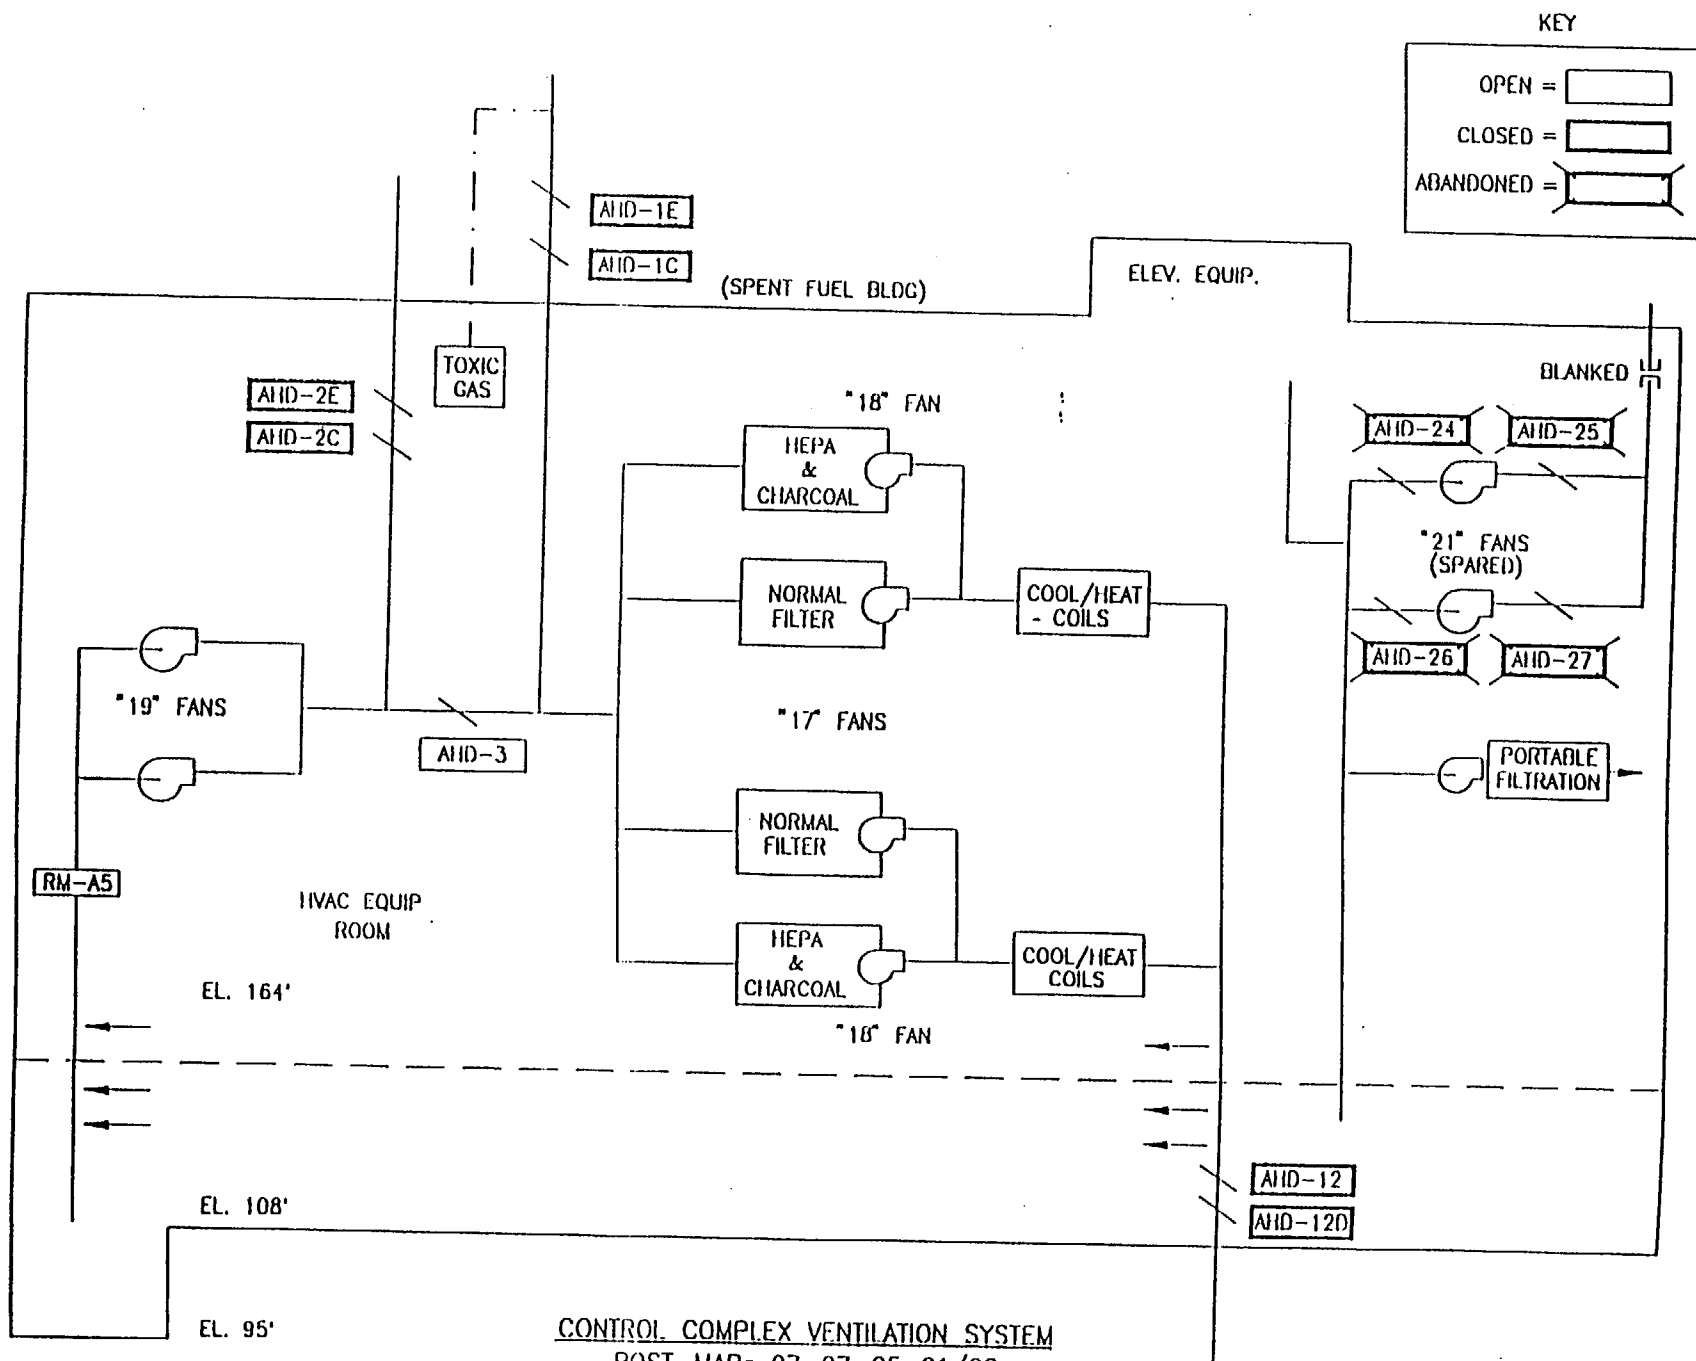 KEY
OPEN =
CLOSED =
ABANDONED =
AHD-1E
AHD-1C
(SPENT FUEL BLDG)
ELEV. EQUIP.
TOXIC
GAS
AHD-2E
AHD-2C
BLANKED
"18" FAN
HEPA
&
CHARCOAL
AHD-24
AHD-25
"21" FANS
(SPARED)
NORMAL
FILTER
COOL/HEAT
- COILS
AHD-26
AHD-27
"19" FANS
"17" FANS
AHD-3
PORTABLE
FILTRATION
NORMAL
FILTER
RM-A5
HVAC EQUIP
ROOM
HEPA
&
CHARCOAL
COOL/HEAT
COILS
EL. 164'
"18" FAN
AHD-12
AHD-12D
EL. 108'
EL. 95'
CONTROL COMPLEX VENTILATION SYSTEM